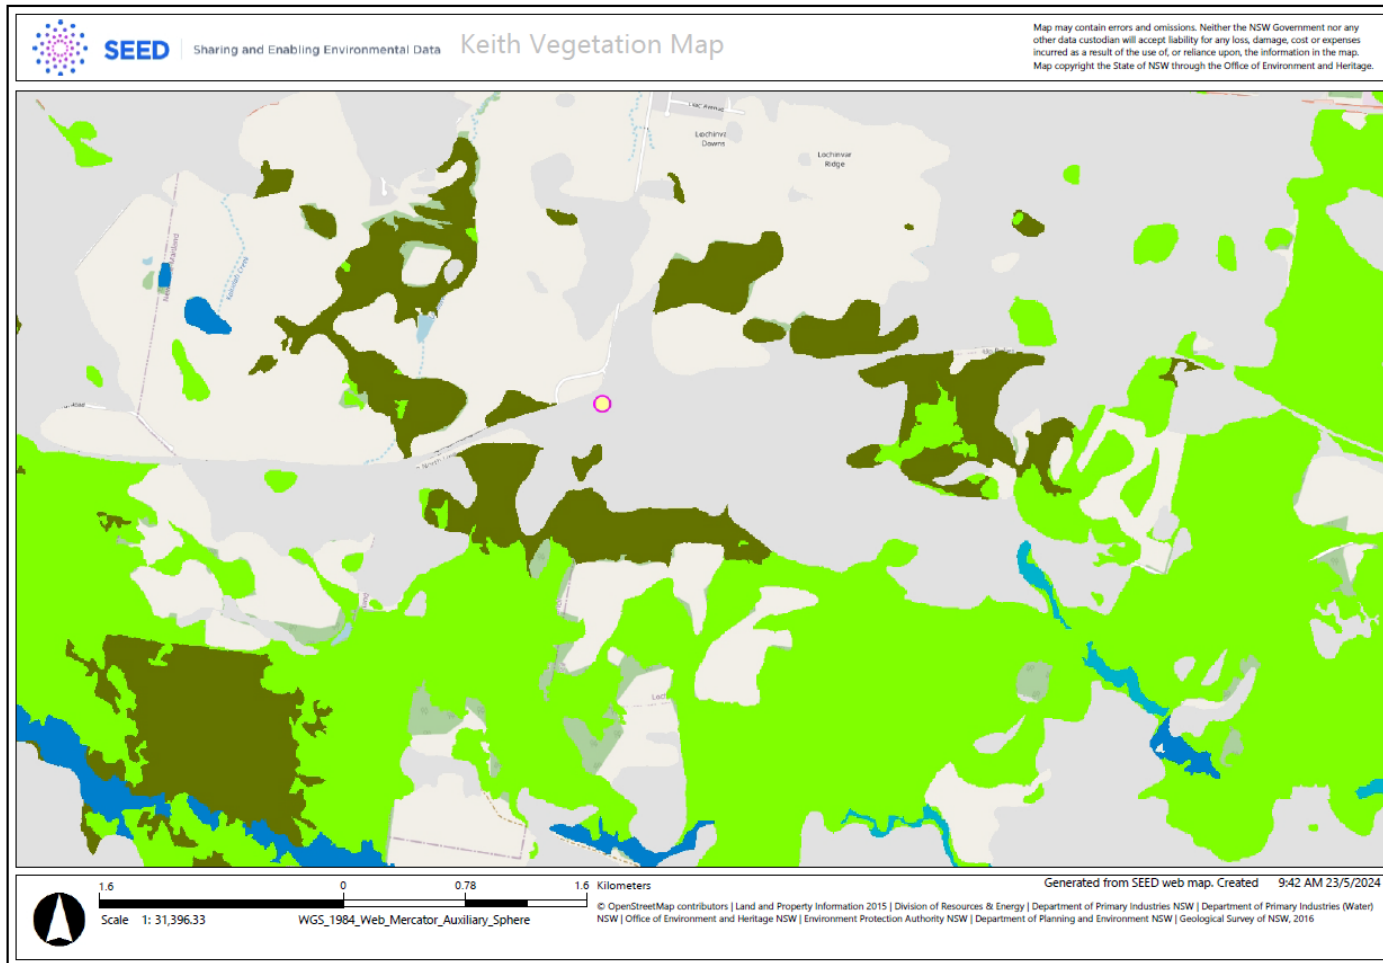 SEED
Sharing and Enabling Environmental Data
Keith Vegetation Map
Map may contain errors and omissions. Neither the NSW Government nor any
other data custodian will accept liability for any loss, damage, cost or expenses
incurred as a result of the use of, or reliance upon, the information in the map.
Map copyright the State of NSW through the Office of Environment and Heritage.
Avenue
Lochinva
Downs
Lochinvar
Ridge
1.6
0
0.78
1.6
Kilometers
Scale 1: 31,396.33
WGS_1984_Web_Mercator_Auxiliary_Sphere
Generated from SEED web map. Created 9:42 AM 23/5/2024
© OpenStreetMap contributors | Land and Property Information 2015 | Division of Resources & Energy | Department of Primary Industries NSW | Department of Primary Industries (Water)
NSW | Office of Environment and Heritage NSW | Environment Protection Authority NSW | Department of Planning and Environment NSW | Geological Survey of NSW, 2016